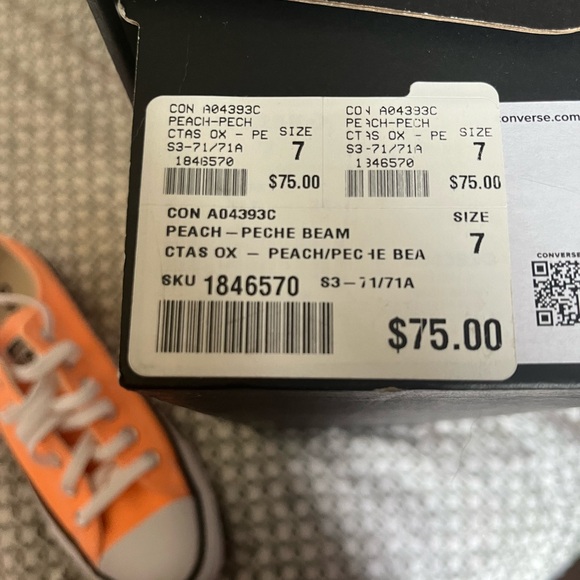 CON A04393C
PEACH-PECH
CTAS OX - PE SIZE
S3-71/71A 7
1846570
$75.00
CON A04393C
PEACH-PECH
CTAS OX - PE SIZE
S3-71/71A 7
1846570
$75.00
CON A04393C SIZE
PEACH-PECHE BEAM 7
CTAS OX - PEACH/PECHE BEA
SKU 1846570 S3-71/71A
$75.00
onverse.com
CONVERSE